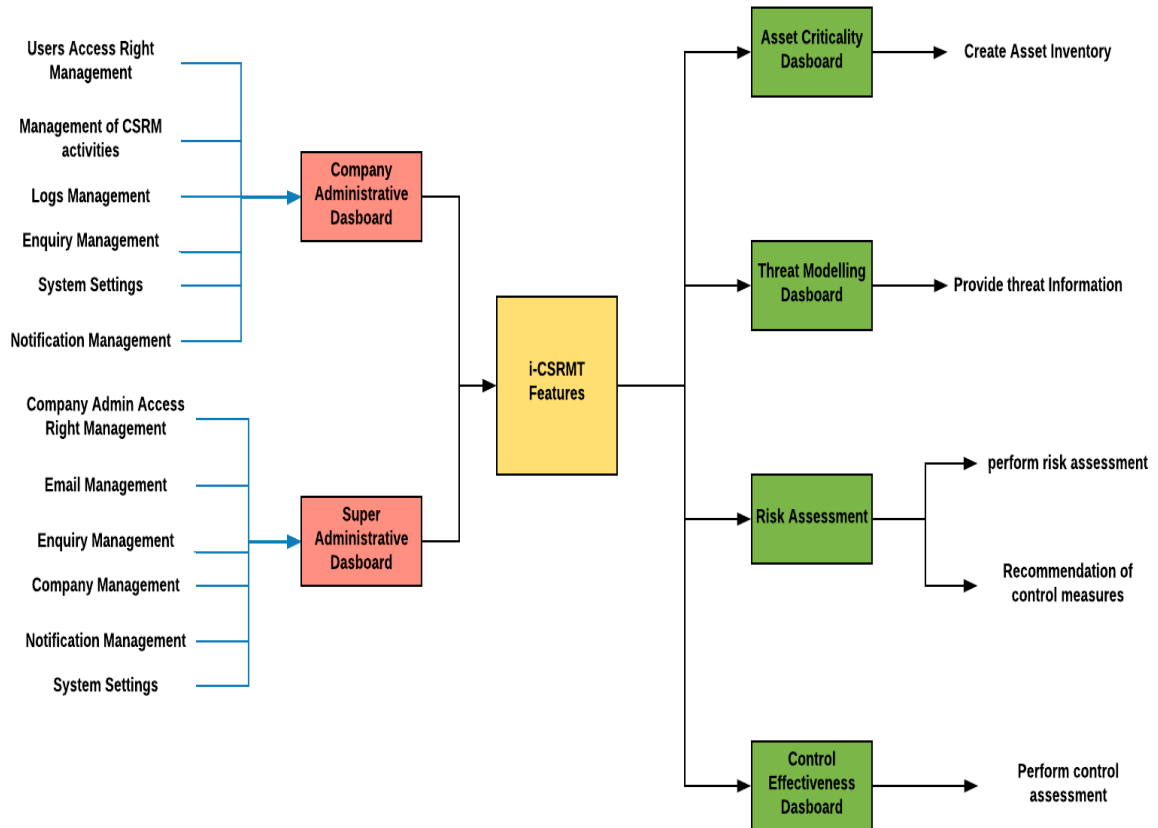 Users Access Right
Management
Management of CSRM
activities
Logs Management
Enquiry Management
System Settings
Notification Management
Company
Administrative
Dasboard
Company Admin Access
Right Management
Email Management
Enquiry Management
Company Management
Notification Management
System Settings
Super
Administrative
Dasboard
i-CSRMT
Features
Asset Criticality
Dasboard
Create Asset Inventory
Threat Modelling
Dasboard
Provide threat Information
Risk Assessment
perform risk assessment
Recommendation of
control measures
Control
Effectiveness
Dasboard
Perform control
assessment